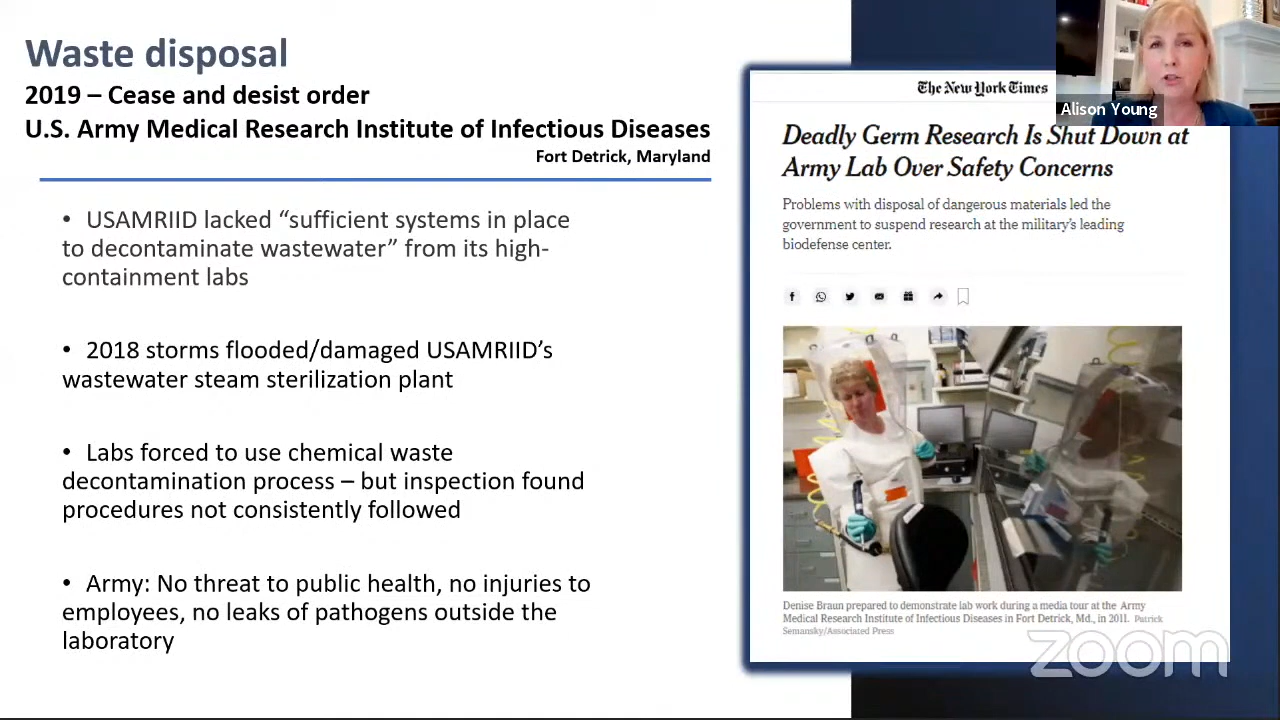 Waste disposal
2019 – Cease and desist order
U.S. Army Medical Research Institute of Infectious Diseases
Fort Detrick, Maryland
• USAMRIID lacked “sufficient systems in place
to decontaminate wastewater” from its high-
containment labs
• 2018 storms flooded/damaged USAMRIID’s
wastewater steam sterilization plant
• Labs forced to use chemical waste
decontamination process – but inspection found
procedures not consistently followed
• Army: No threat to public health, no injuries to
employees, no leaks of pathogens outside the
laboratory
The New York Times
Alison Young
Deadly Germ Research Is Shut Down at
Army Lab Over Safety Concerns
Problems with disposal of dangerous materials led the
government to suspend research at the military’s leading
biodefense center.
Denise Braun prepared to demonstrate lab work during a media tour at the Army
Medical Research Institute of Infectious Diseases in Fort Detrick, Md., in 2011. Patrick
Semansky/Associated Press
zoom